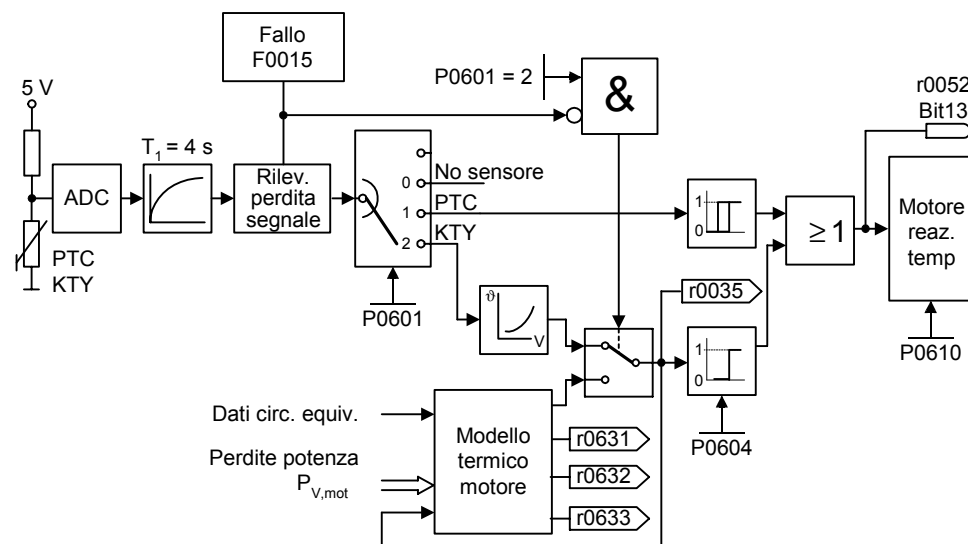 Fallo
F0015
5 V
T1 = 4 s
ADC
Rilev.
perdita
segnale
PTC
KTY
P0601 = 2
&
0
No sensore
1
PTC
2
KTY
P0601
ϑ
V
1
0
≥1
r0052
Bit13
Motore
reaz.
temp
P0610
r0035
1
0
P0604
Dati circ. equiv.
Perdite potenza
PV,mot
Modello
termico
motore
r0631
r0632
r0633